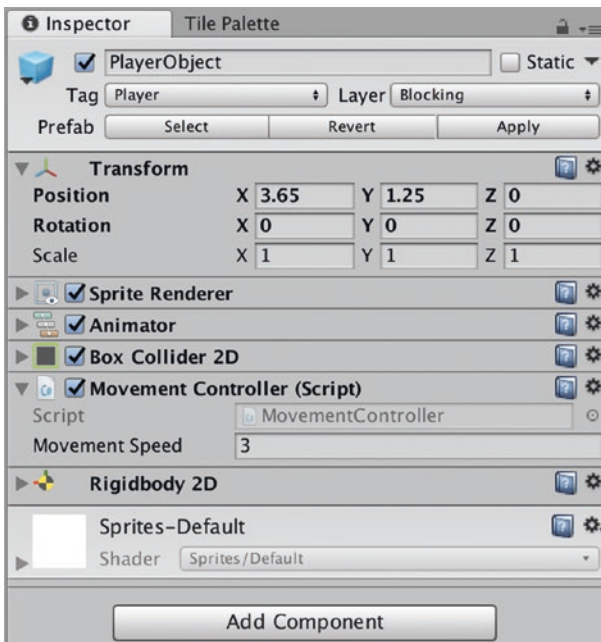 Inspector Tile Palette
PlayerObject Static
Tag Player Layer Blocking
Prefab Select Revert Apply
Transform
Position X 3.65 Y 1.25 Z 0
Rotation X 0 Y 0 Z 0
Scale X 1 Y 1 Z 1
Sprite Renderer
Animator
Box Collider 2D
Movement Controller (Script)
Script MovementController
Movement Speed 3
Rigidbody 2D
Sprites-Default
Shader Sprites/Default
Add Component